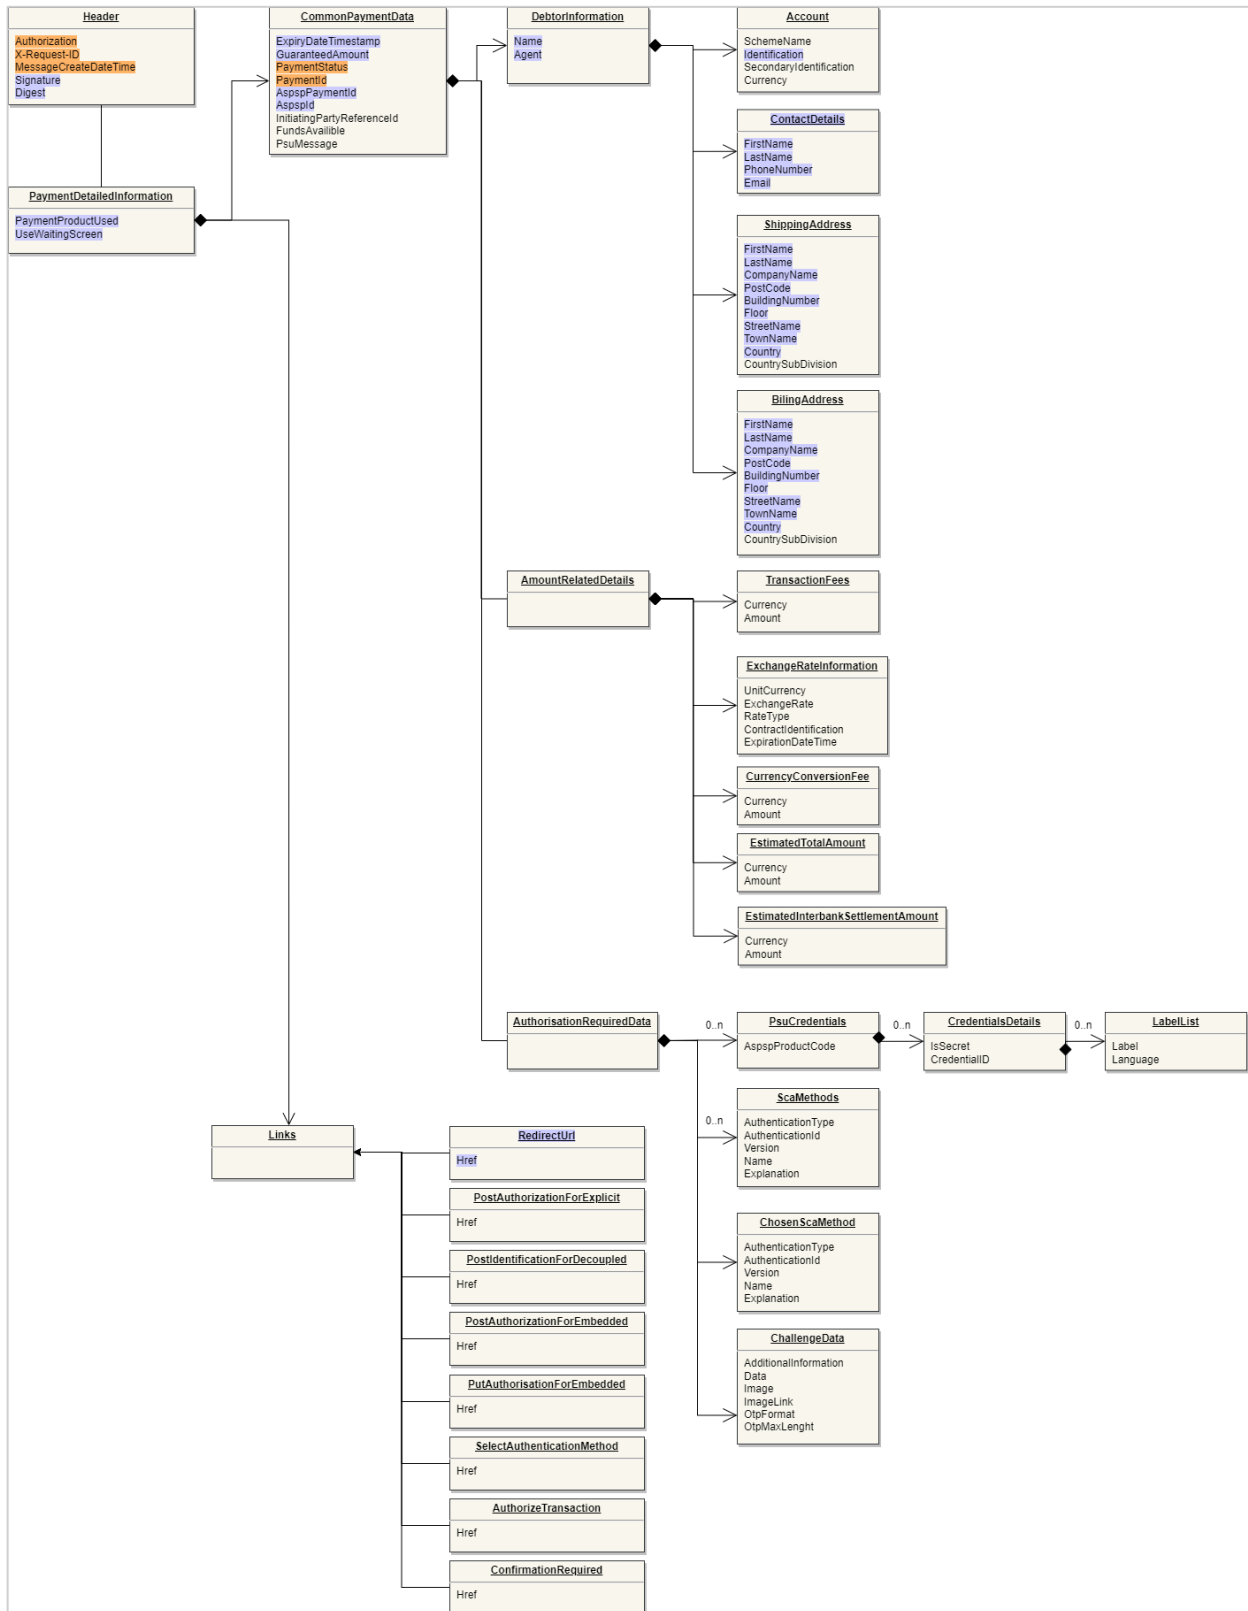 Header
Authorization
X-Request-ID
MessageCreateDateTime
Signature
Digest
PaymentDetailedInformation
PaymentProductUsed
UseWaitingScreen
CommonPaymentData
ExpiryDateTimestamp
GuaranteedAmount
PaymentStatus
PaymentId
AspspPaymentId
AspspId
InitiatingPartyReferenceId
FundsAvailible
PsuMessage
DebtorInformation
Name
Agent
Account
SchemeName
Identification
SecondaryIdentification
Currency
ContactDetails
FirstName
LastName
PhoneNumber
Email
ShippingAddress
FirstName
LastName
CompanyName
PostCode
BuildingNumber
Floor
StreetName
TownName
Country
CountrySubDivision
BilingAddress
FirstName
LastName
CompanyName
PostCode
BuildingNumber
Floor
StreetName
TownName
Country
CountrySubDivision
AmountRelatedDetails
TransactionFees
Currency
Amount
ExchangeRateInformation
UnitCurrency
ExchangeRate
RateType
ContractIdentification
ExpirationDateTime
CurrencyConversionFee
Currency
Amount
EstimatedTotalAmount
Currency
Amount
EstimatedInterbankSettlementAmount
Currency
Amount
AuthorisationRequiredData
0..n
PsuCredentials
AspspProductCode
0..n
CredentialsDetails
IsSecret
CredentialID
0..n
LabelList
Label
Language
0..n
ScaMethods
AuthenticationType
AuthenticationId
Version
Name
Explanation
ChosenScaMethod
AuthenticationType
AuthenticationId
Version
Name
Explanation
ChallengeData
AdditionalInformation
Data
Image
ImageLink
OtpFormat
OtpMaxLenght
Links
RedirectUrl
Href
PostAuthorizationForExplicit
Href
PostIdentificationForDecoupled
Href
PostAuthorizationForEmbedded
Href
PutAuthorisationForEmbedded
Href
SelectAuthenticationMethod
Href
AuthorizeTransaction
Href
ConfirmationRequired
Href